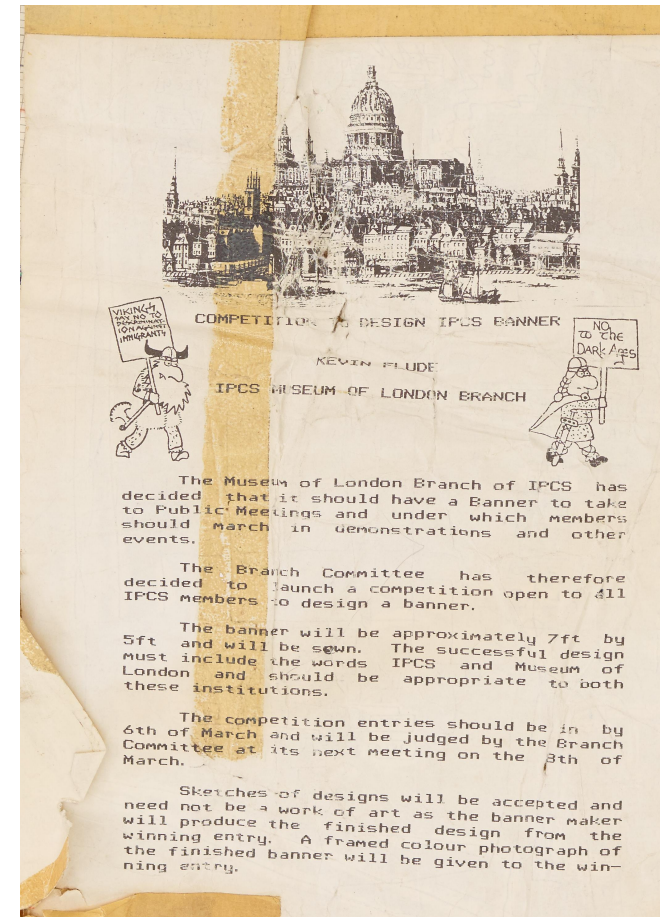 VIKINGS
SAY NO TO
DISCRIMINAT-
ION AGAINST
IMMIGRANTS
NO
to the
DARK AGES
COMPETITION TO DESIGN IPCS BANNER
KEVIN FLUDE
IPCS MUSEUM OF LONDON BRANCH
The Museum of London Branch of IPCS has
decided that it should have a Banner to take
to Public Meetings and under which members
should march in demonstrations and other
events.
The Branch Committee has therefore
decided to launch a competition open to all
IPCS members to design a banner.
The banner will be approximately 7ft by
5ft and will be sewn. The successful design
must include the words IPCS and Museum of
London and should be appropriate to both
these institutions.
The competition entries should be in by
6th of March and will be judged by the Branch
Committee at its next meeting on the 8th of
March.
Sketches of designs will be accepted and
need not be a work of art as the banner maker
will produce the finished design from the
winning entry. A framed colour photograph of
the finished banner will be given to the win-
ning entry.